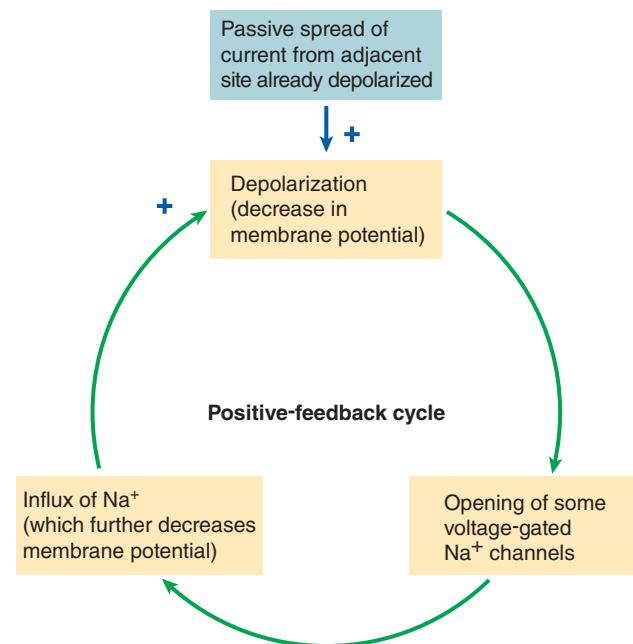 Passive spread of
current from adjacent
site already depolarized
+
Depolarization
(decrease in
membrane potential)
+
Positive-feedback cycle
Influx of Na⁺
(which further decreases
membrane potential)
Opening of some
voltage-gated
Na⁺ channels